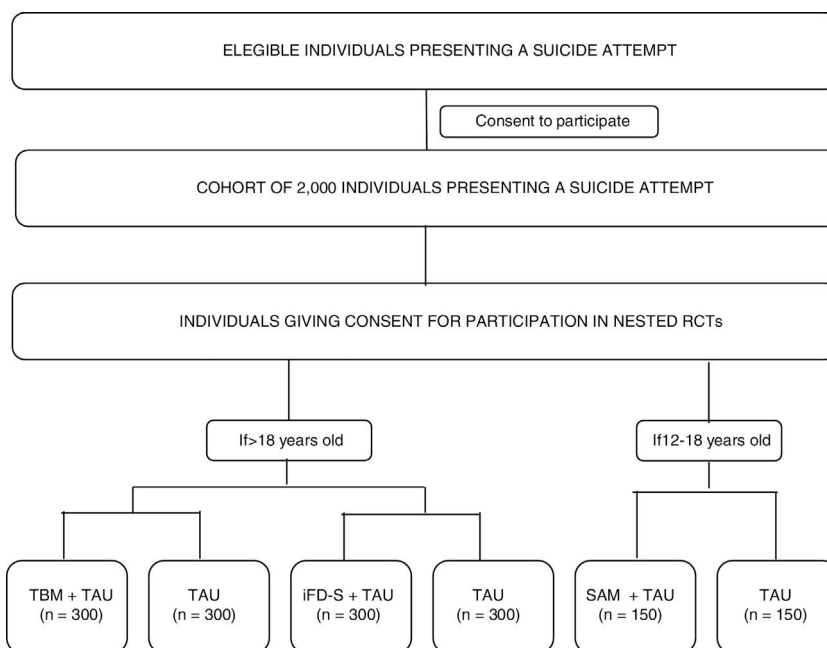 ELEGIBLE INDIVIDUALS PRESENTING A SUICIDE ATTEMPT
Consent to participate
COHORT OF 2,000 INDIVIDUALS PRESENTING A SUICIDE ATTEMPT
INDIVIDUALS GIVING CONSENT FOR PARTICIPATION IN NESTED RCTs
If>18 years old
If12-18 years old
TBM + TAU
(n = 300)
TAU
(n = 300)
iFD-S + TAU
(n = 300)
TAU
(n = 300)
SAM + TAU
(n = 150)
TAU
(n = 150)